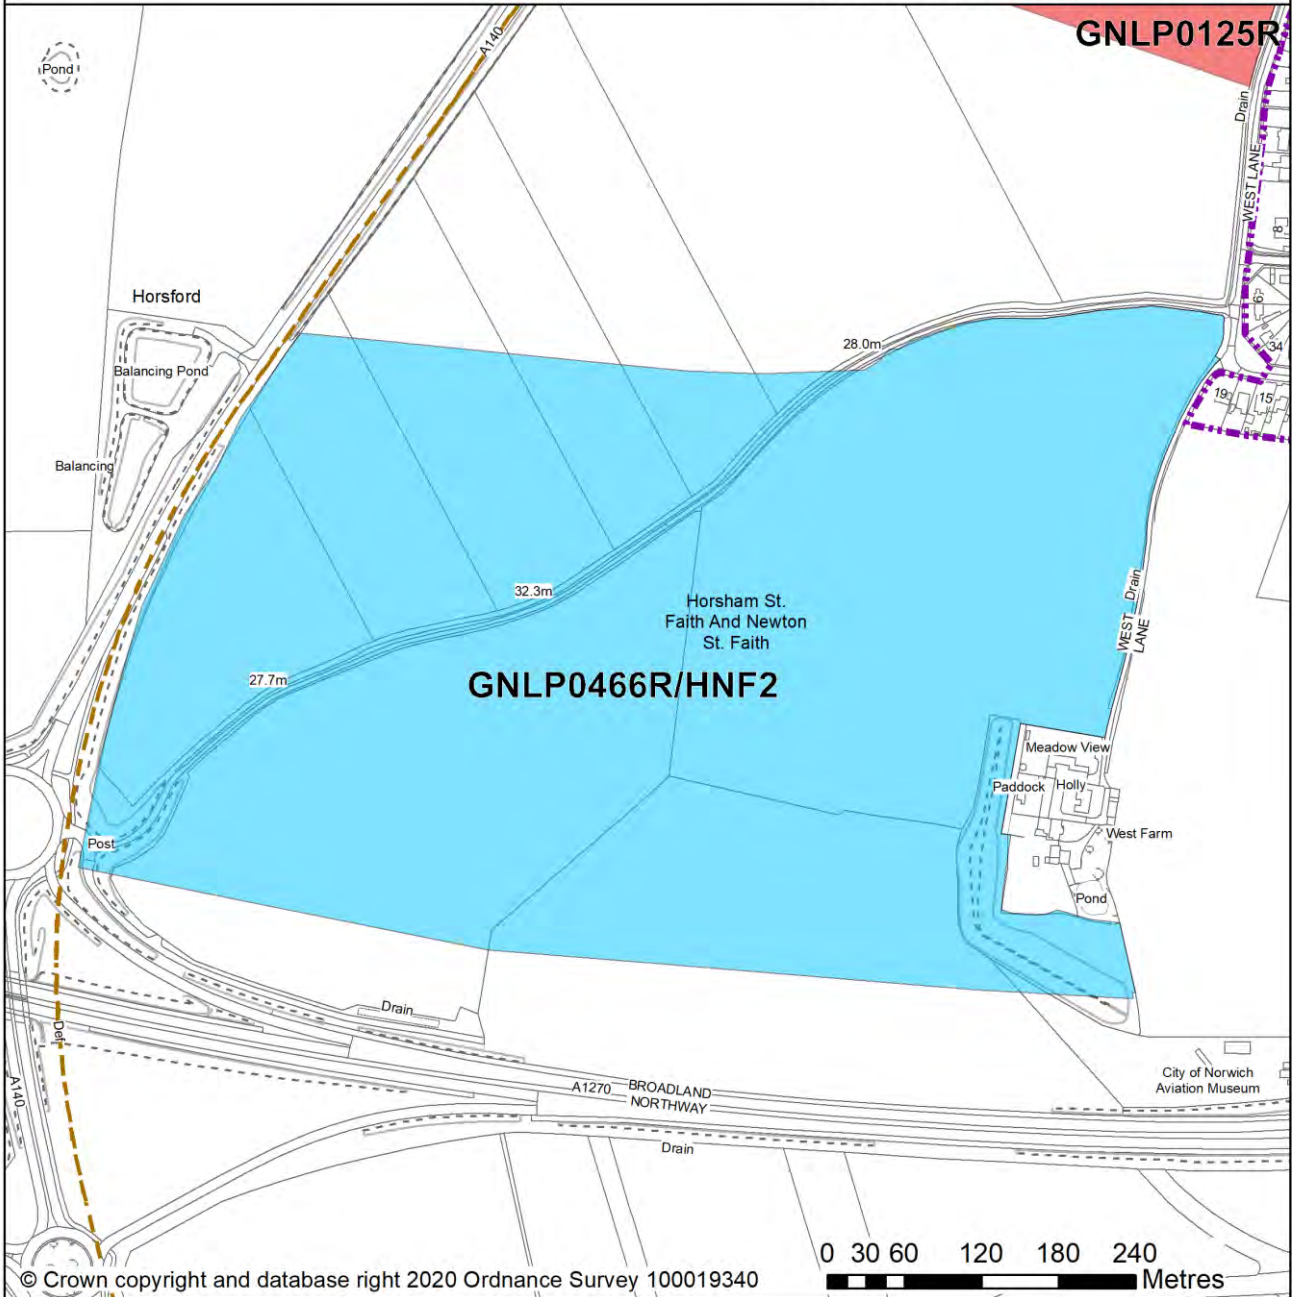 GNLP0125R
A140
Pond
Drain
WEST LANE
8
Horsford
6
28.0m
34
Balancing Pond
19
15
Balancing
32.3m
Drain
WEST
LANE
Horsham St.
Faith And Newton
St. Faith
27.7m
GNLP0466R/HNF2
Meadow View
Paddock
Holly
West Farm
Post
Pond
Drain
Def
City of Norwich
Aviation Museum
A140
A1270
BROADLAND
NORTHWAY
Drain
0 30 60 120 180 240
Metres
© Crown copyright and database right 2020 Ordnance Survey 100019340